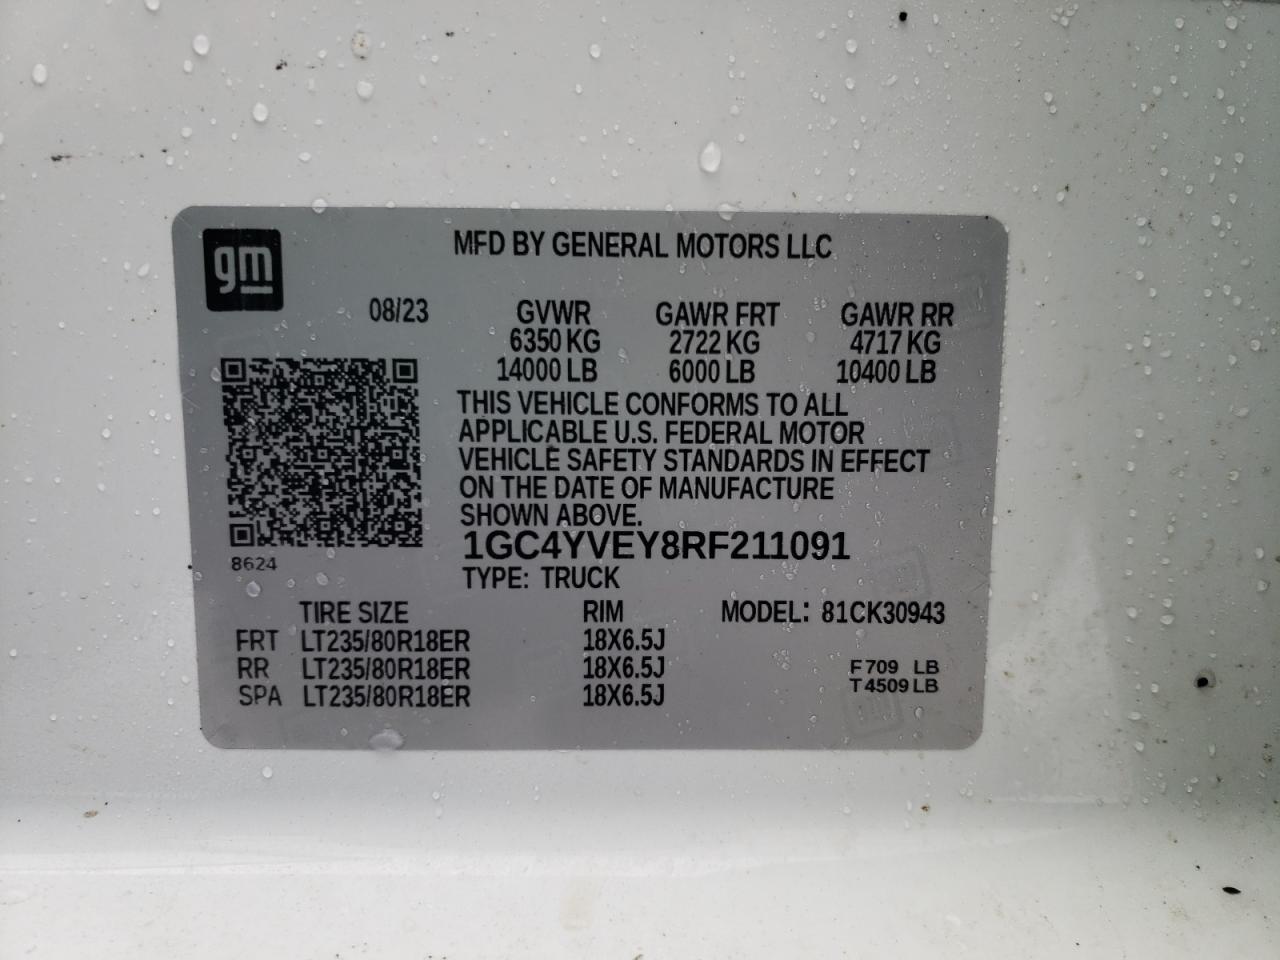 gm
MFD BY GENERAL MOTORS LLC
08/23 GVWR GAWR FRT GAWR RR
6350 KG 2722 KG 4717 KG
14000 LB 6000 LB 10400 LB
THIS VEHICLE CONFORMS TO ALL
APPLICABLE U.S. FEDERAL MOTOR
VEHICLE SAFETY STANDARDS IN EFFECT
ON THE DATE OF MANUFACTURE
SHOWN ABOVE.
1GC4YVEY8RF211091
8624
TYPE: TRUCK
TIRE SIZE RIM MODEL: 81CK30943
FRT LT235/80R18ER 18X6.5J
RR LT235/80R18ER 18X6.5J F 709 LB
SPA LT235/80R18ER 18X6.5J T 4509 LB